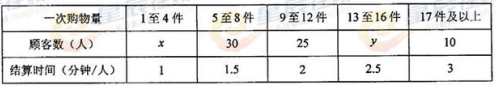 一次购物量 1至4件 5至8件 9至12件 13至16件 17件及以上
顾客数（人） x 30 25 y 10
结算时间（分钟/人） 1 1.5 2 2.5 3